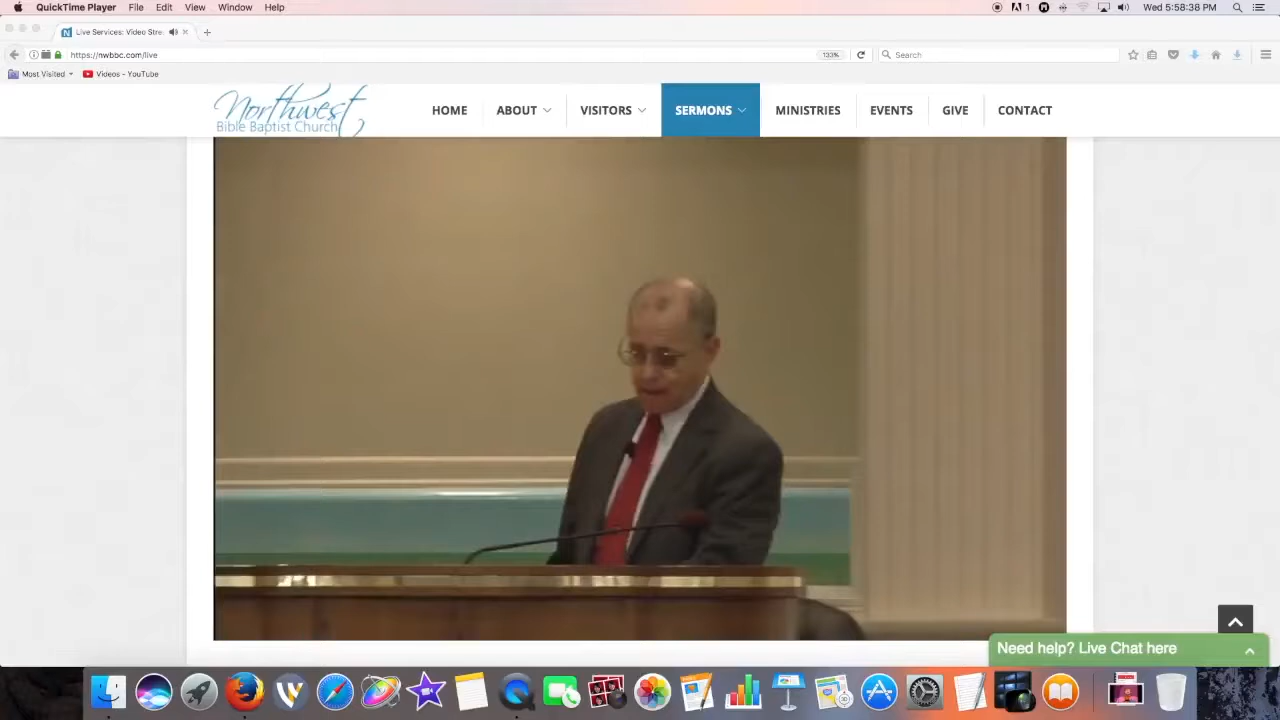 QuickTime Player File Edit View Window Help
1 Wed 5:58:38 PM
Live Services: Video Stre
https://nwbbc.com/live
133%
Search
Most Visited
Videos - YouTube
Northwest
Bible Baptist Church
HOME ABOUT VISITORS SERMONS MINISTRIES EVENTS GIVE CONTACT
Need help? Live Chat here